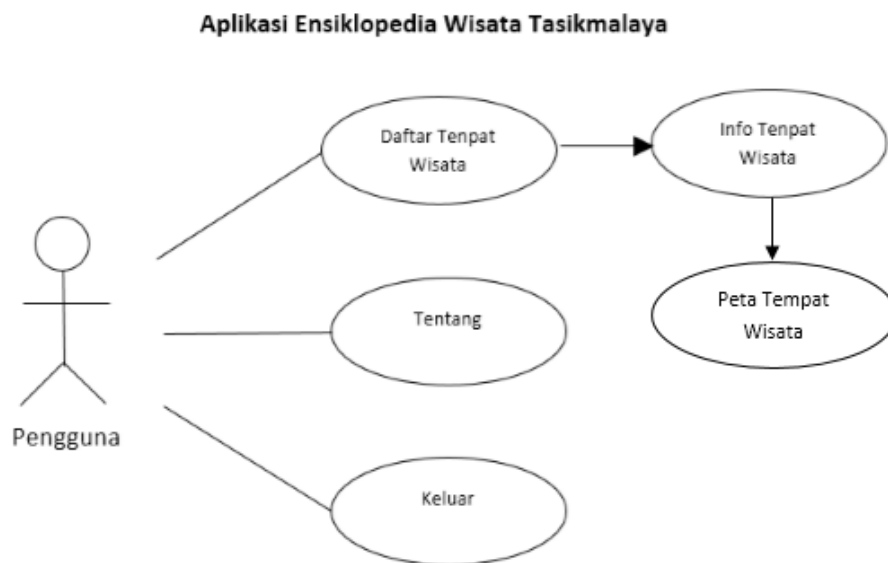 Aplikasi Ensiklopedia Wisata Tasikmalaya
Daftar Tenpat
Wisata
Info Tenpat
Wisata
Tentang
Peta Tempat
Wisata
Pengguna
Keluar